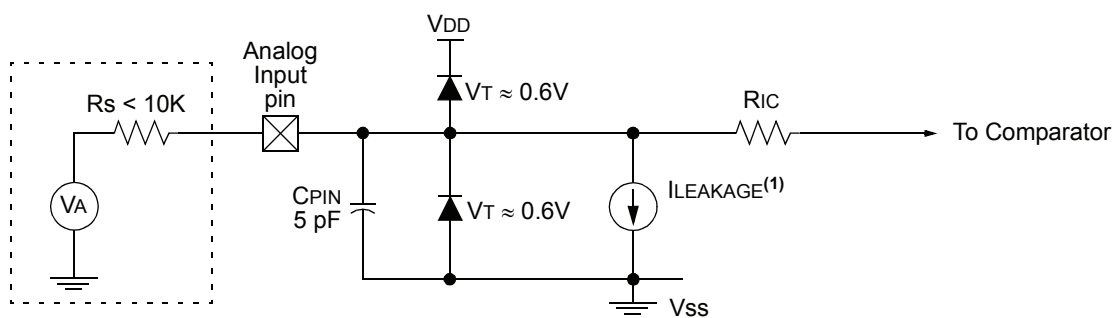 VDD
Analog
Input
pin
Rs < 10K
VT ≈ 0.6V
RIC
To Comparator
VA
CPIN
5 pF
VT ≈ 0.6V
ILEAKAGE(1)
Vss